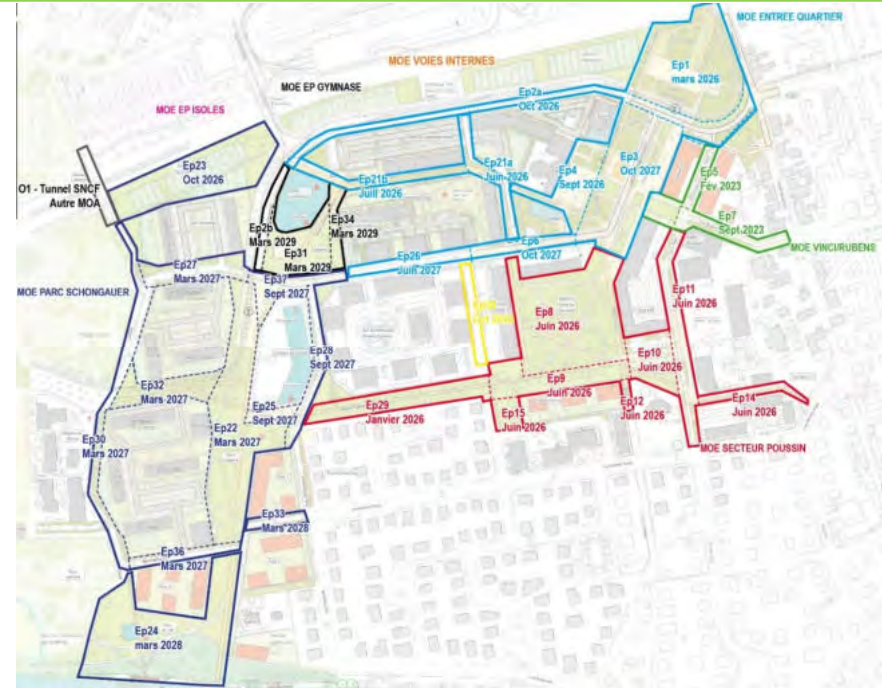 MOE ENTREE QUARTIER
MOE VOIES INTERNES
MOE EP GYMNASE
MOE EP ISOLES
Ep1
mars 2026
Ep2a
Oct 2026
Ep23
Oct 2026
O1 - Tunnel SNCF
Autre MOA
Ep21b
Juill 2026
Ep21a
Juin 2026
Ep4
Sept 2026
Ep3
Oct 2027
Ep5
Fev 2023
Ep7
Sept 2023
MOE VINCI/RUBENS
Ep2b
Mars 2029
Ep34
Mars 2029
Ep31
Mars 2029
Ep26
Juin 2027
Ep6
Oct 2027
Ep27
Mars 2027
Ep37
Sept 2027
MOE PARC SCHONGAUER
Ep8
Juin 2026
Ep11
Juin 2026
Ep28
Sept 2027
Ep10
Juin 2026
Ep32
Mars 2027
Ep9
Juin 2026
Ep29
Janvier 2026
Ep25
Sept 2027
Ep15
Juin 2026
Ep12
Juin 2026
Ep14
Juin 2026
Ep22
Mars 2027
Ep30
Mars 2027
MOE SECTEUR POUSSIN
Ep33
Mars 2028
Ep36
Mars 2027
Ep24
mars 2028